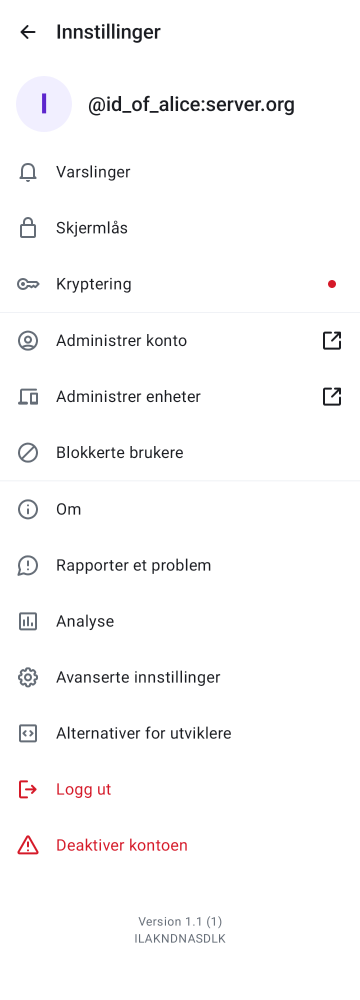 Innstillinger
I
@id_of_alice:server.org
Varslinger
Skjermlås
Kryptering
Administrer konto
Administrer enheter
Blokkerte brukere
Om
Rapporter et problem
Analyse
Avanserte innstillinger
Alternativer for utviklere
Logg ut
Deaktiver kontoen
Version 1.1 (1)
ILAKNDNASDLK